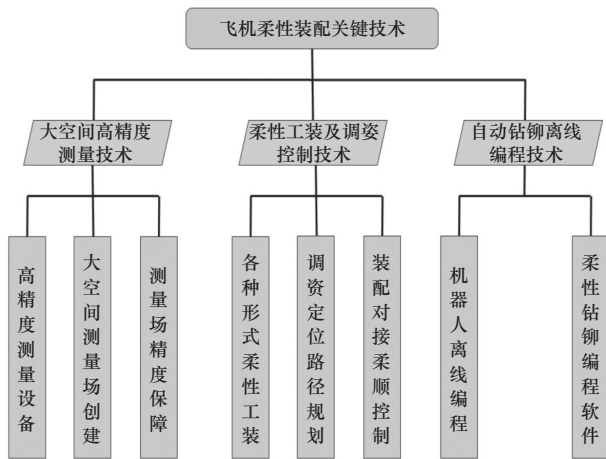 飞机柔性装配关键技术
大空间高精度
测量技术
柔性工装及调姿
控制技术
自动钻铆离线
编程技术
高精度测量设备
大空间测量场创建
测量场精度保障
各种形式柔性工装
调资定位路径规划
装配对接柔顺控制
机器人离线编程
柔性钻铆编程软件